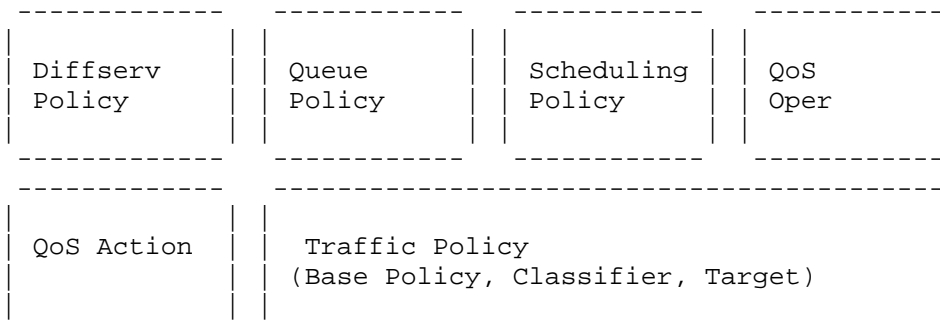 Diffserv Queue Scheduling QoS
Policy Policy Policy Oper
QoS Action Traffic Policy
(Base Policy, Classifier, Target)